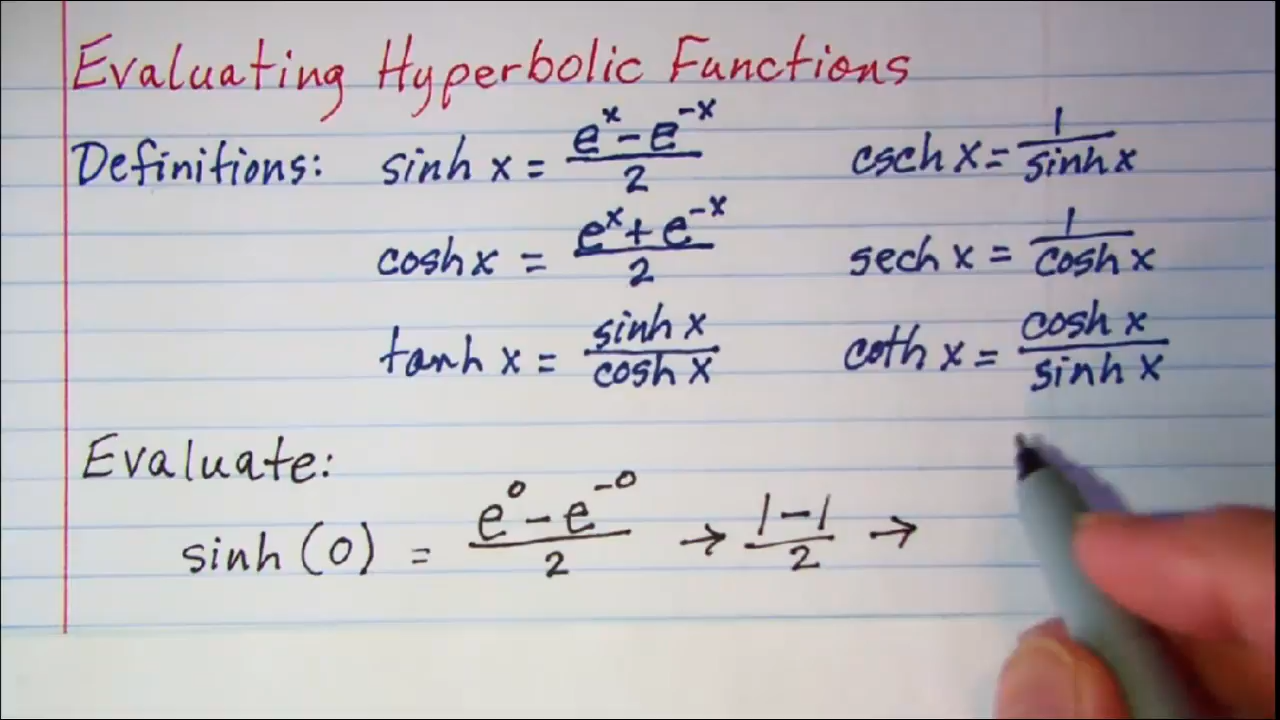 Evaluating Hyperbolic Functions
Definitions: sinh x = (e^x - e^-x)/2 csch x = 1/sinh x
cosh x = (e^x + e^-x)/2 sech x = 1/cosh x
tanh x = sinh x/cosh x coth x = cosh x/sinh x
Evaluate:
sinh (0) = (e^0 - e^-0)/2 → (1-1)/2 →